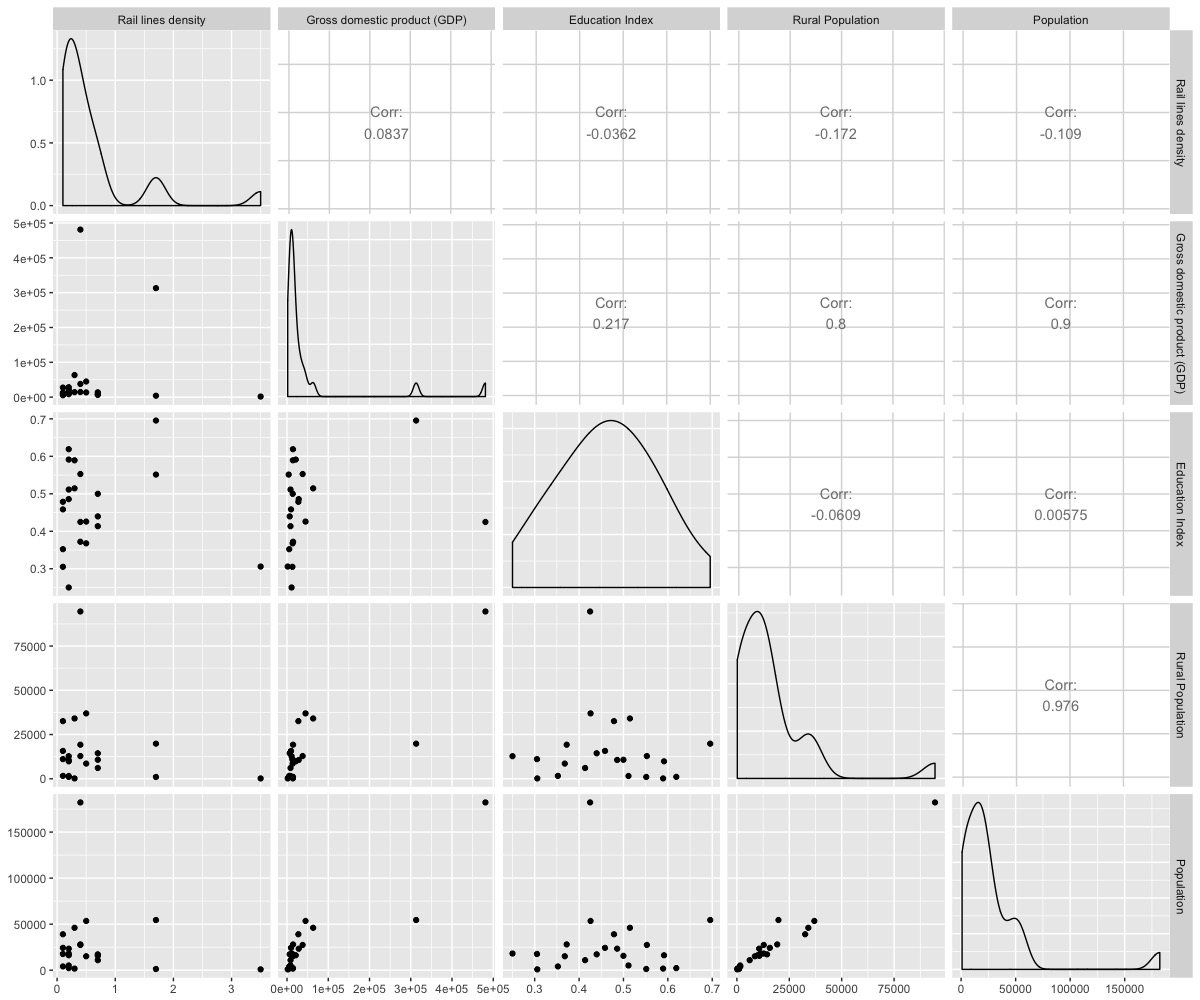 Rail lines density
Gross domestic product (GDP)
Education Index
Rural Population
Population
1.0
0.5
0.0
Corr:
0.0837
Corr:
-0.0362
Corr:
-0.172
Corr:
-0.109
Rail lines density
5e+05
4e+05
3e+05
2e+05
1e+05
0e+00
Corr:
0.217
Corr:
0.8
Corr:
0.9
Gross domestic product (GDP)
0.7
0.6
0.5
0.4
0.3
Corr:
-0.0609
Corr:
0.00575
Education Index
75000
50000
25000
0
Corr:
0.976
Rural Population
150000
100000
50000
0
Population
0
1
2
3
0e+00
1e+05
2e+05
3e+05
4e+05
5e+05
0.3
0.4
0.5
0.6
0.7
0
25000
50000
75000
0
50000
100000
150000